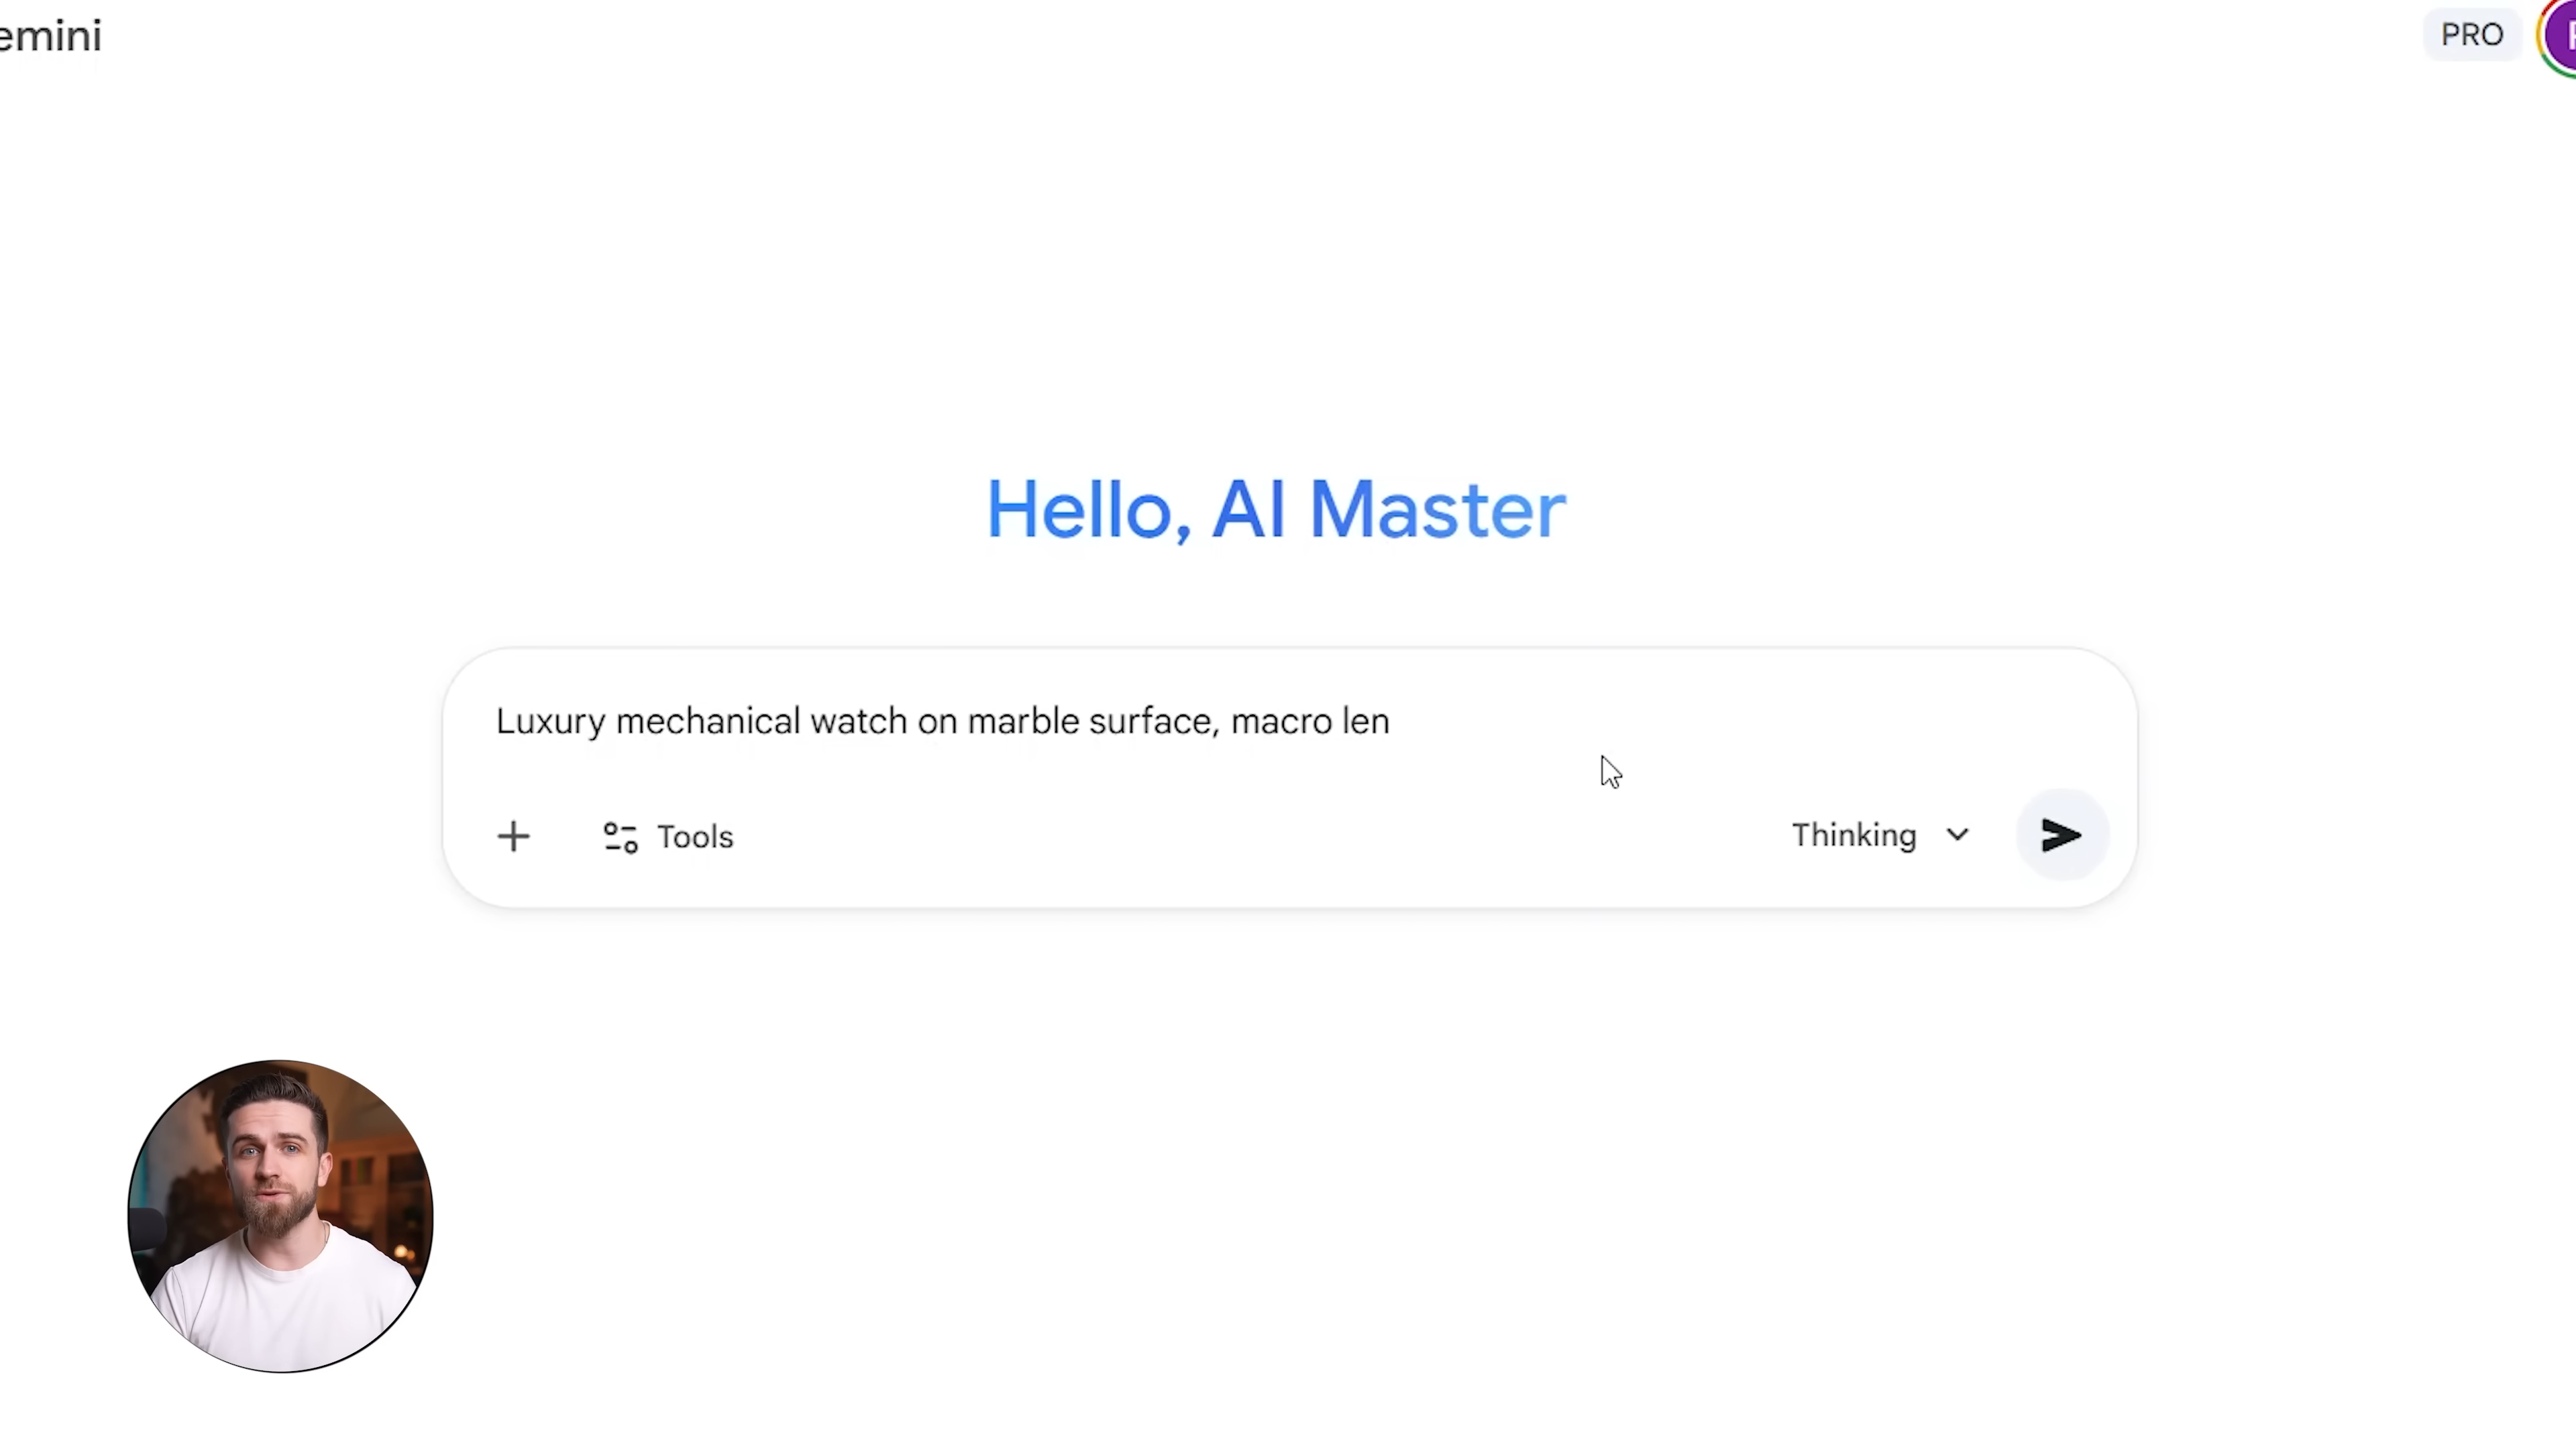 emini
PRO
Hello, AI Master
Luxury mechanical watch on marble surface, macro len
Tools
Thinking